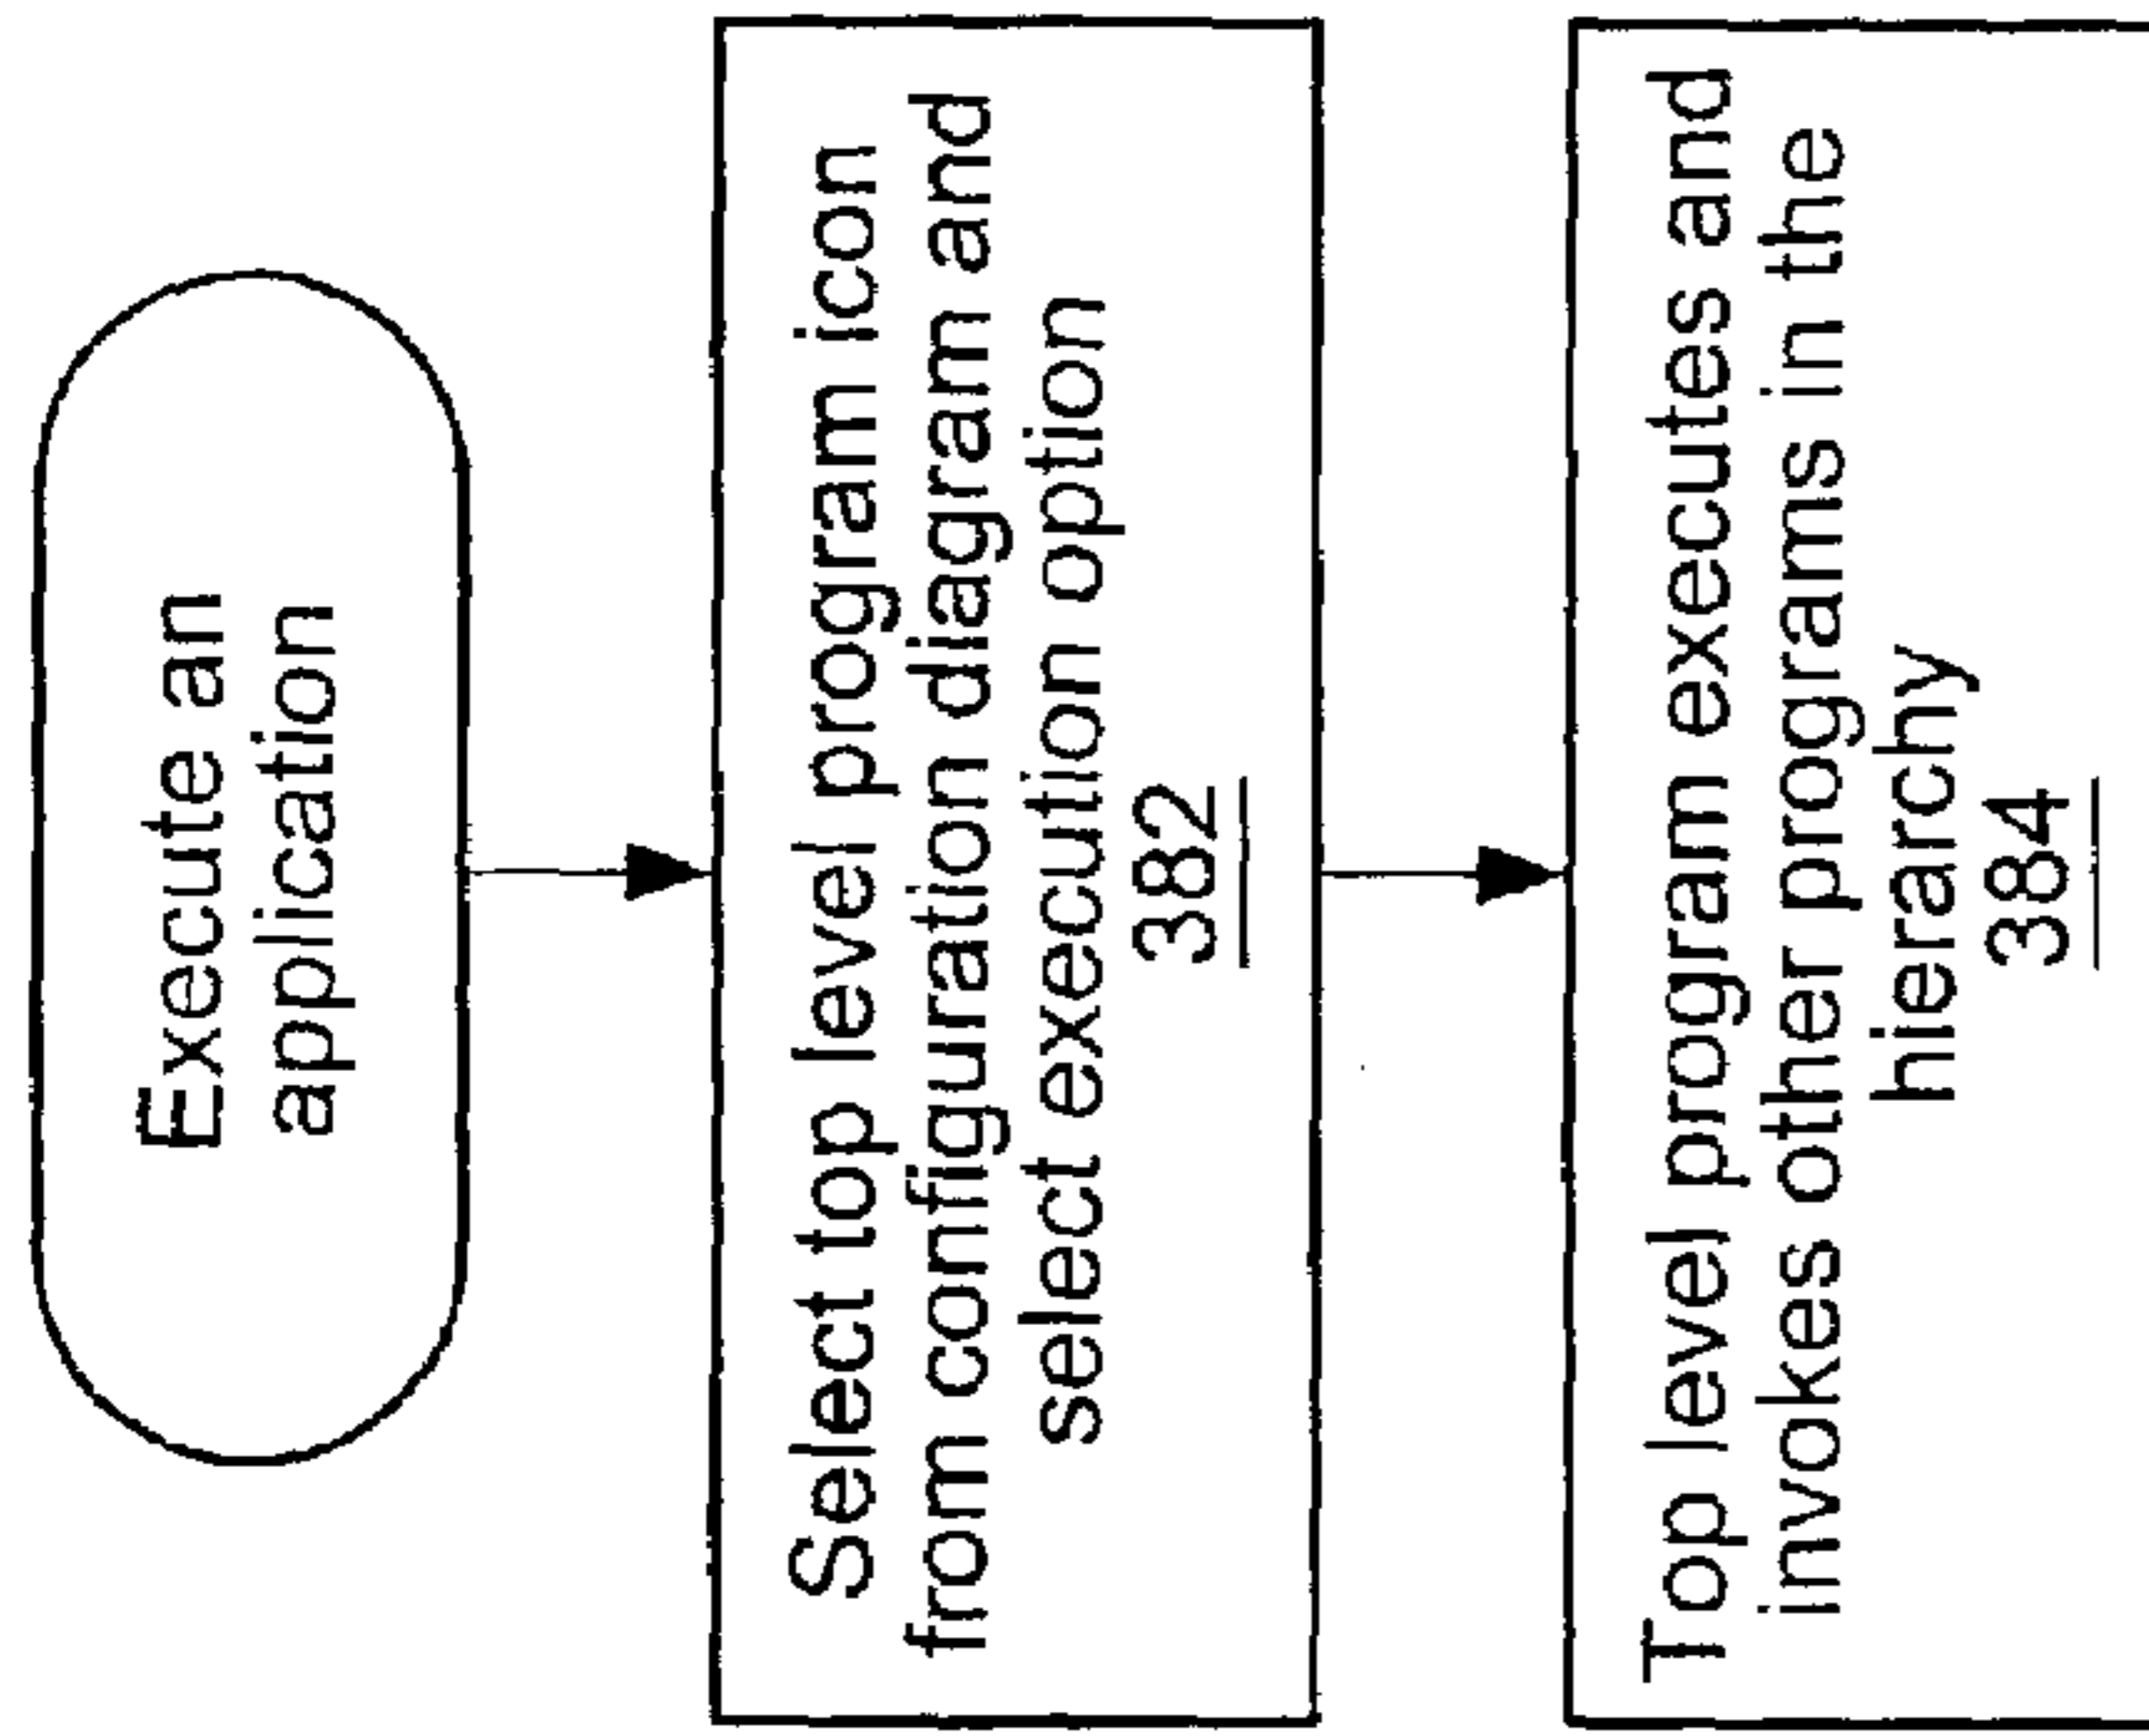 Execute an
application
Select top level program icon
from configuration diagram and
select execution option
382
Top level program executes and
invokes other programs in the
hierarchy
384